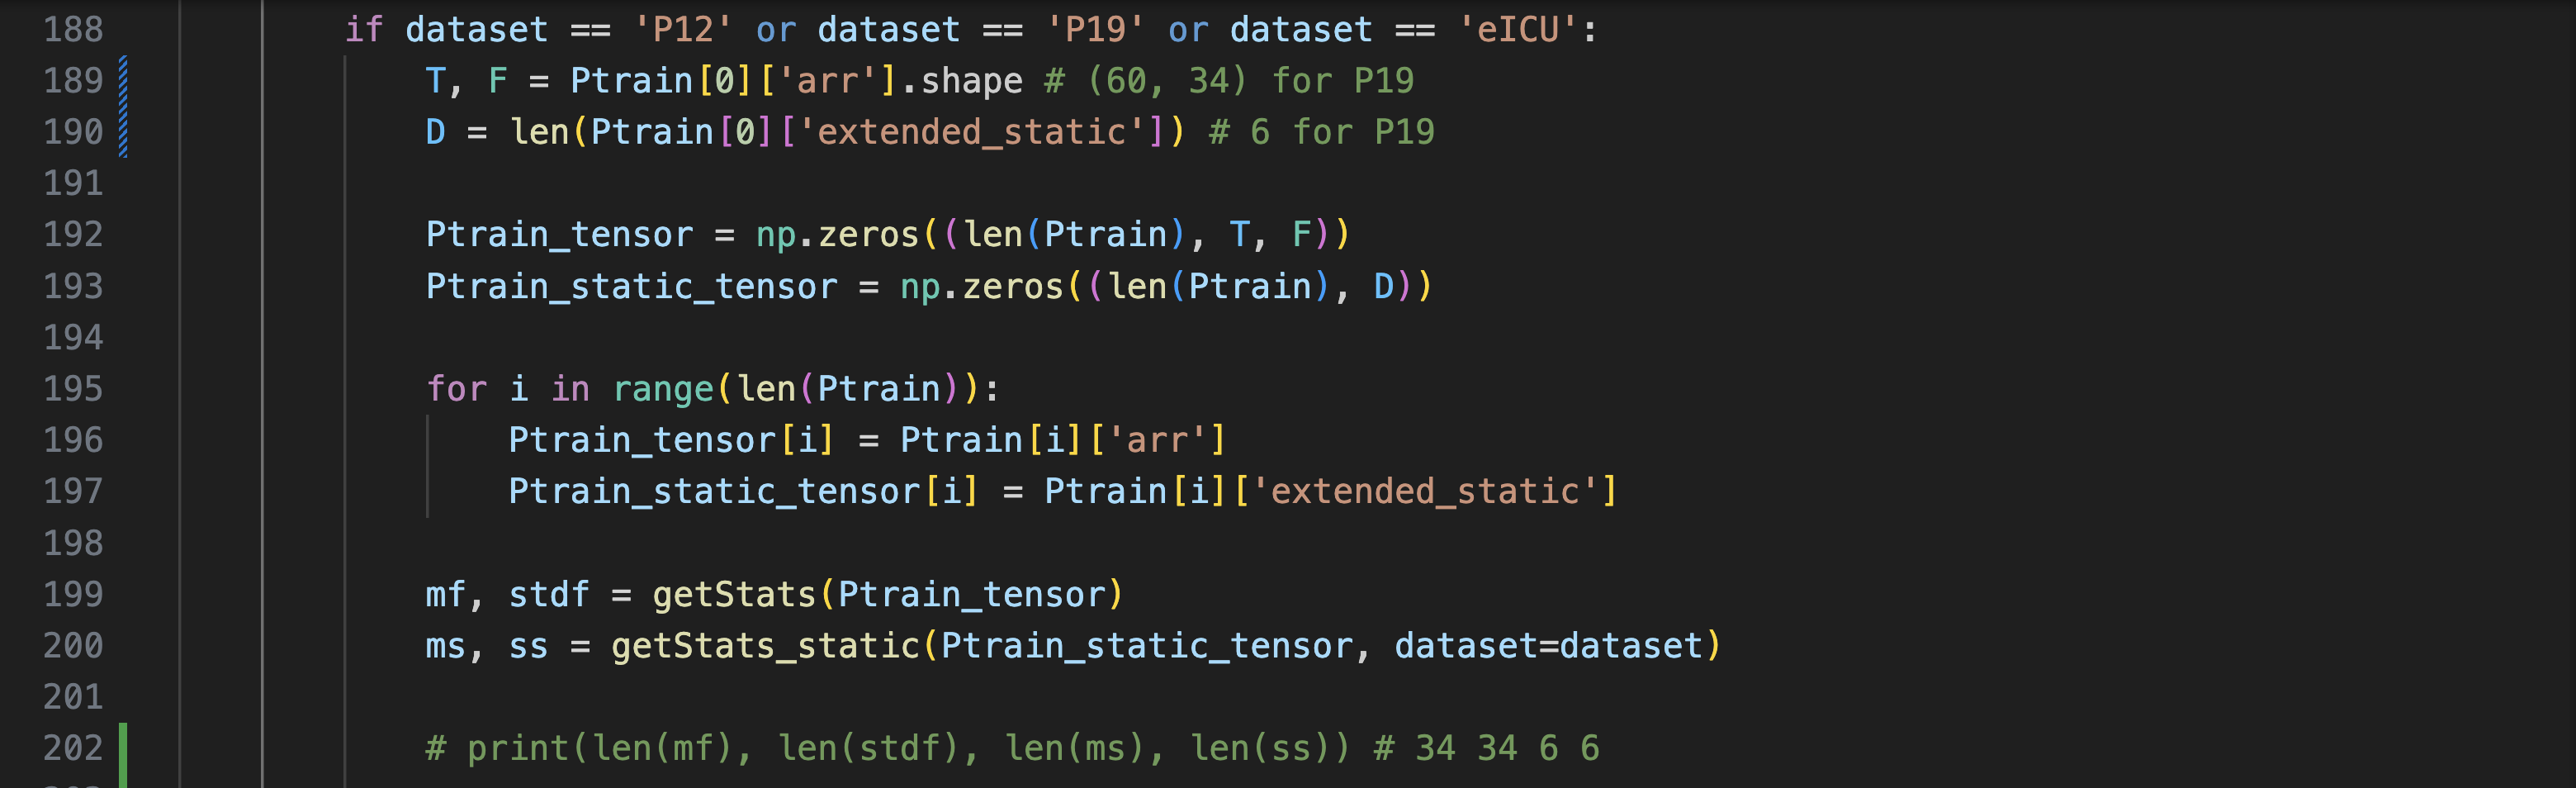 188 if dataset == 'P12' or dataset == 'P19' or dataset == 'eICU':
189 T, F = Ptrain[0]['arr'].shape # (60, 34) for P19
190 D = len(Ptrain[0]['extended_static']) # 6 for P19
191
192 Ptrain_tensor = np.zeros((len(Ptrain), T, F))
193 Ptrain_static_tensor = np.zeros((len(Ptrain), D))
194
195 for i in range(len(Ptrain)):
196 Ptrain_tensor[i] = Ptrain[i]['arr']
197 Ptrain_static_tensor[i] = Ptrain[i]['extended_static']
198
199 mf, stdf = getStats(Ptrain_tensor)
200 ms, ss = getStats_static(Ptrain_static_tensor, dataset=dataset)
201
202 # print(len(mf), len(stdf), len(ms), len(ss)) # 34 34 6 6